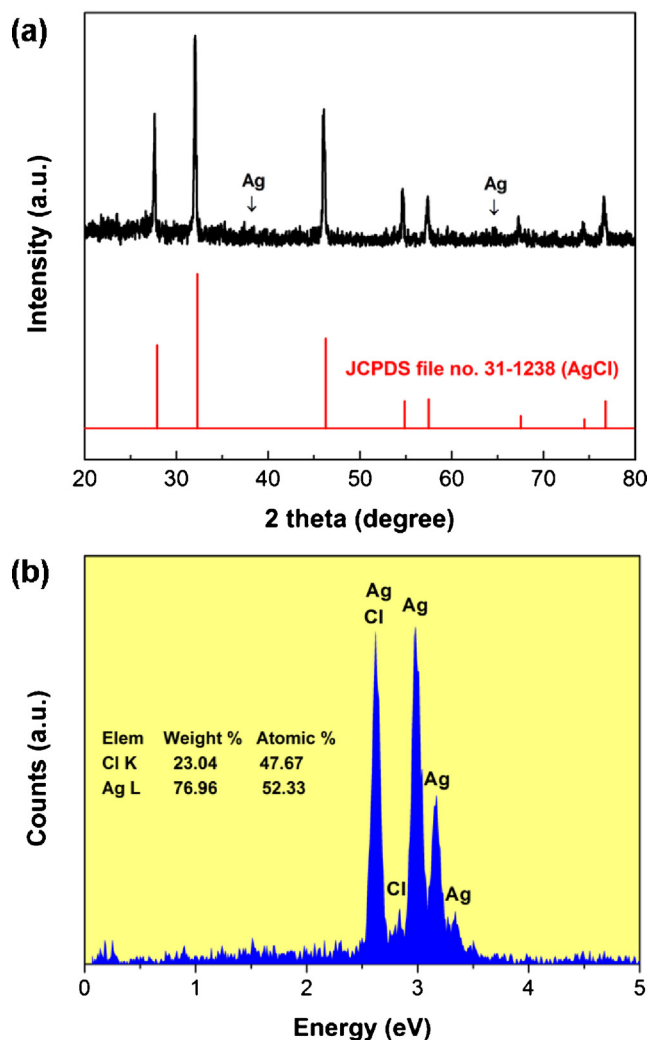 (a)
Intensity (a.u.)
Ag
Ag
JCPDS file no. 31-1238 (AgCl)
20 30 40 50 60 70 80
2 theta (degree)
(b)
Counts (a.u.)
Ag
Cl
Ag
Ag
Cl
Ag
Elem Weight % Atomic %
Cl K 23.04 47.67
Ag L 76.96 52.33
0 1 2 3 4 5
Energy (eV)